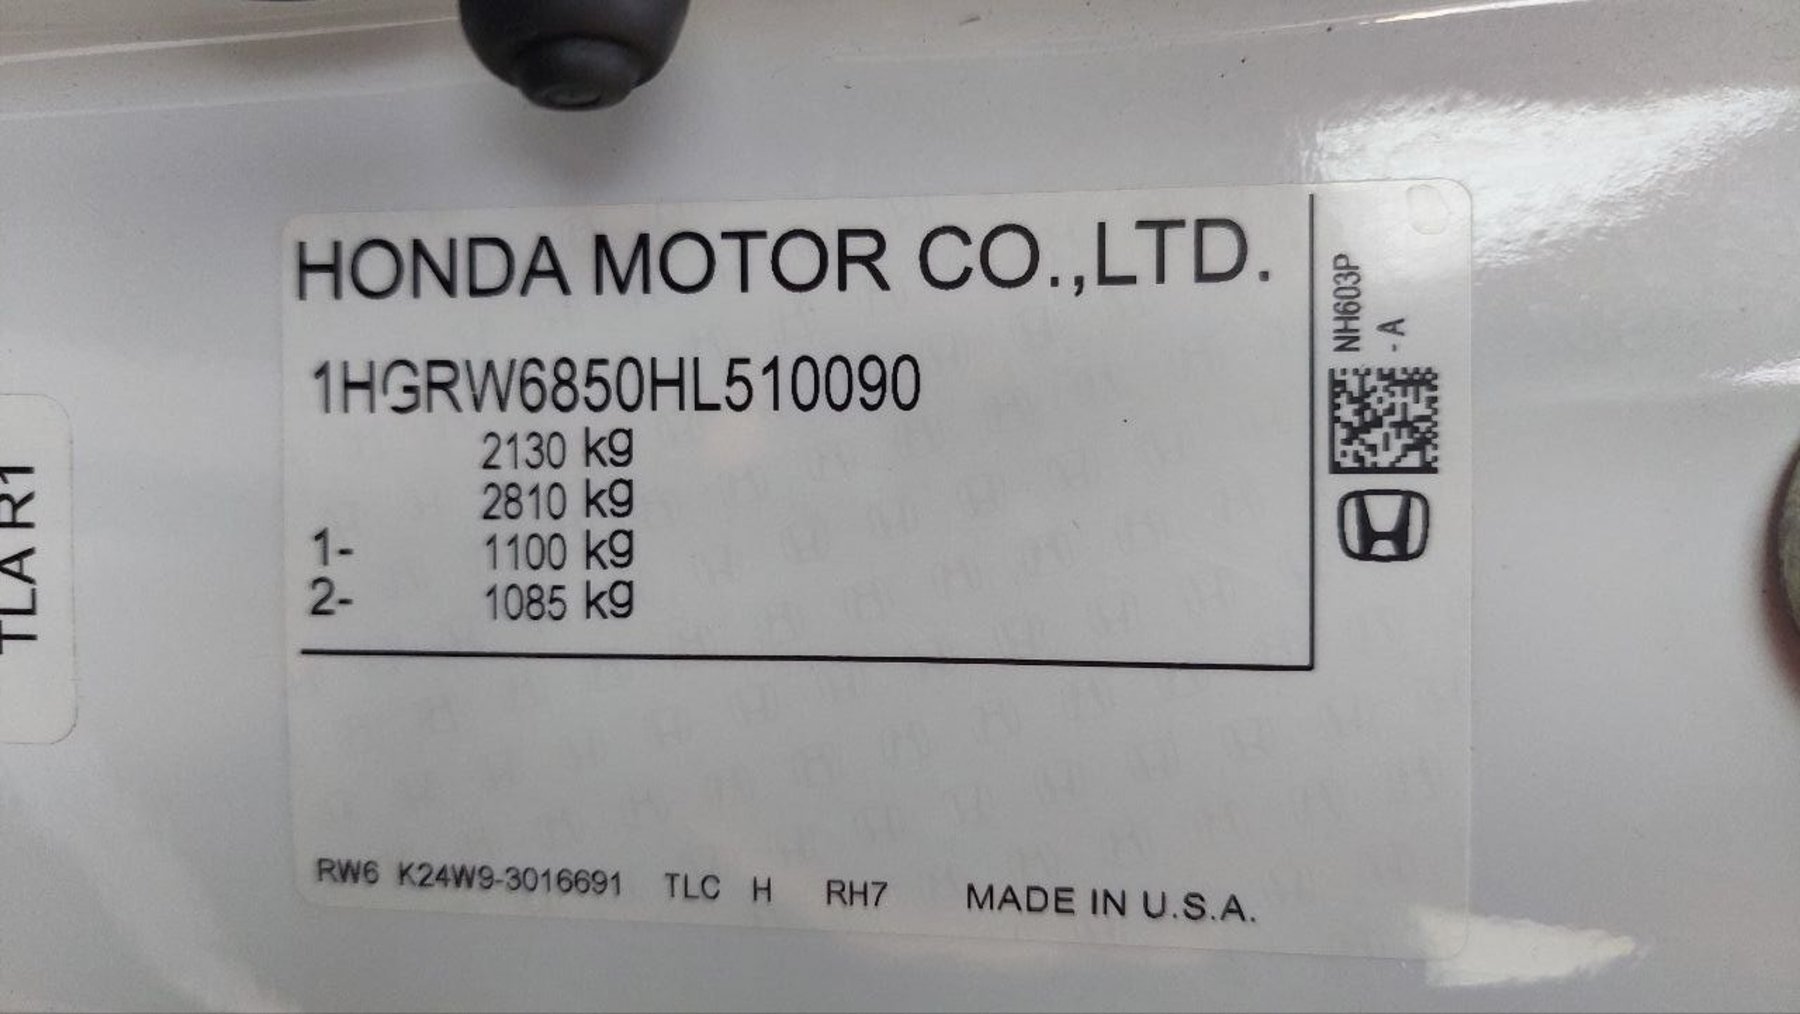 HONDA MOTOR CO.,LTD.
1HGRW6850HL510090
2130 kg
2810 kg
1- 1100 kg
2- 1085 kg
RW6 K24W9-3016691 TLC H RH7 MADE IN U.S.A.
NH603P
-A
TLA R1